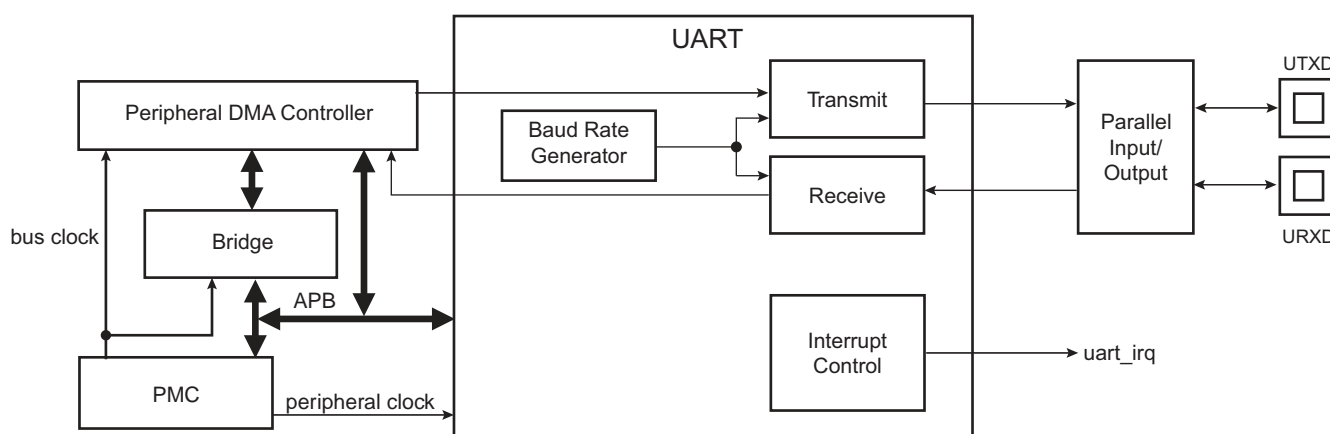 UART
UTXD
Peripheral DMA Controller
Transmit
Baud Rate
Generator
Parallel
Input/
Output
Receive
bus clock
Bridge
URXD
APB
Interrupt
Control
uart_irq
PMC
peripheral clock